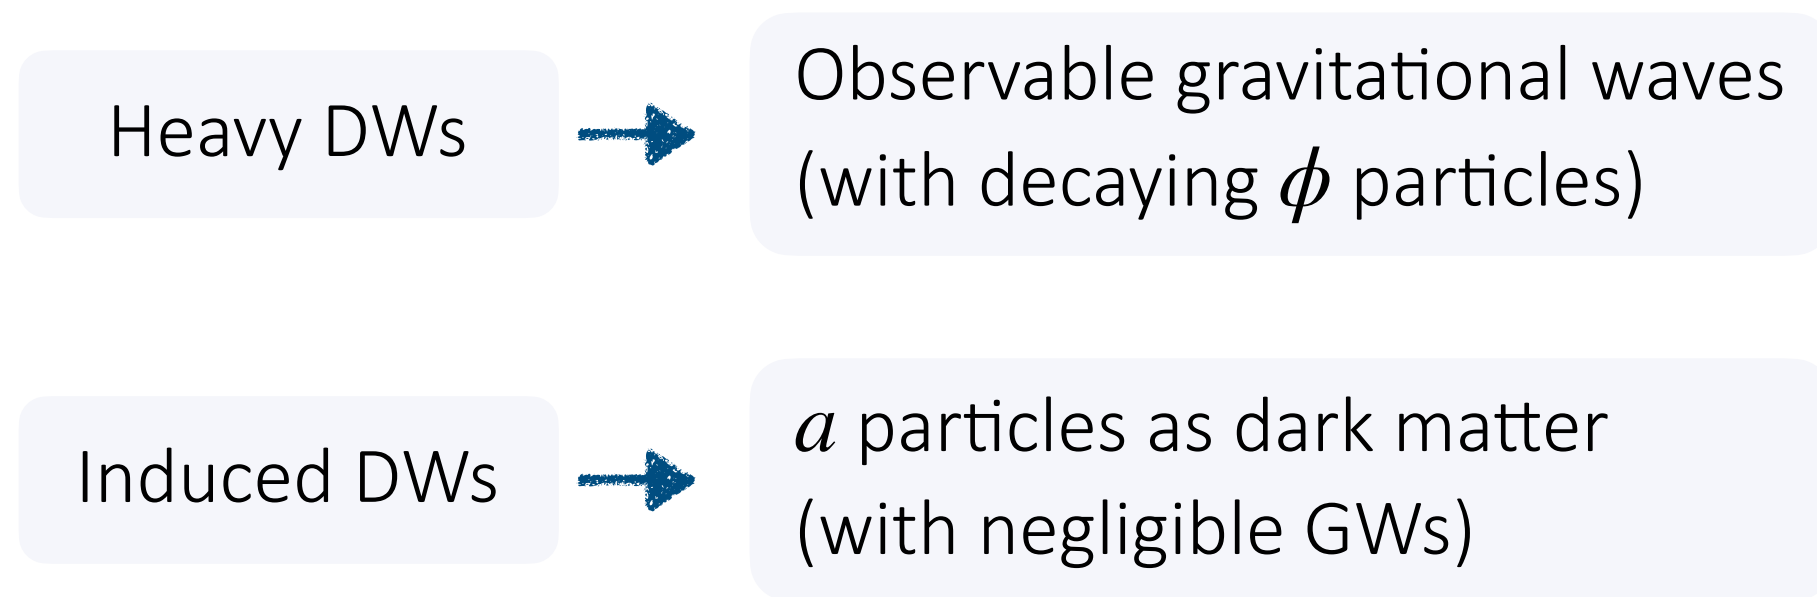 Heavy DWs
Observable gravitational waves
(with decaying ϕ particles)
Induced DWs
a particles as dark matter
(with negligible GWs)